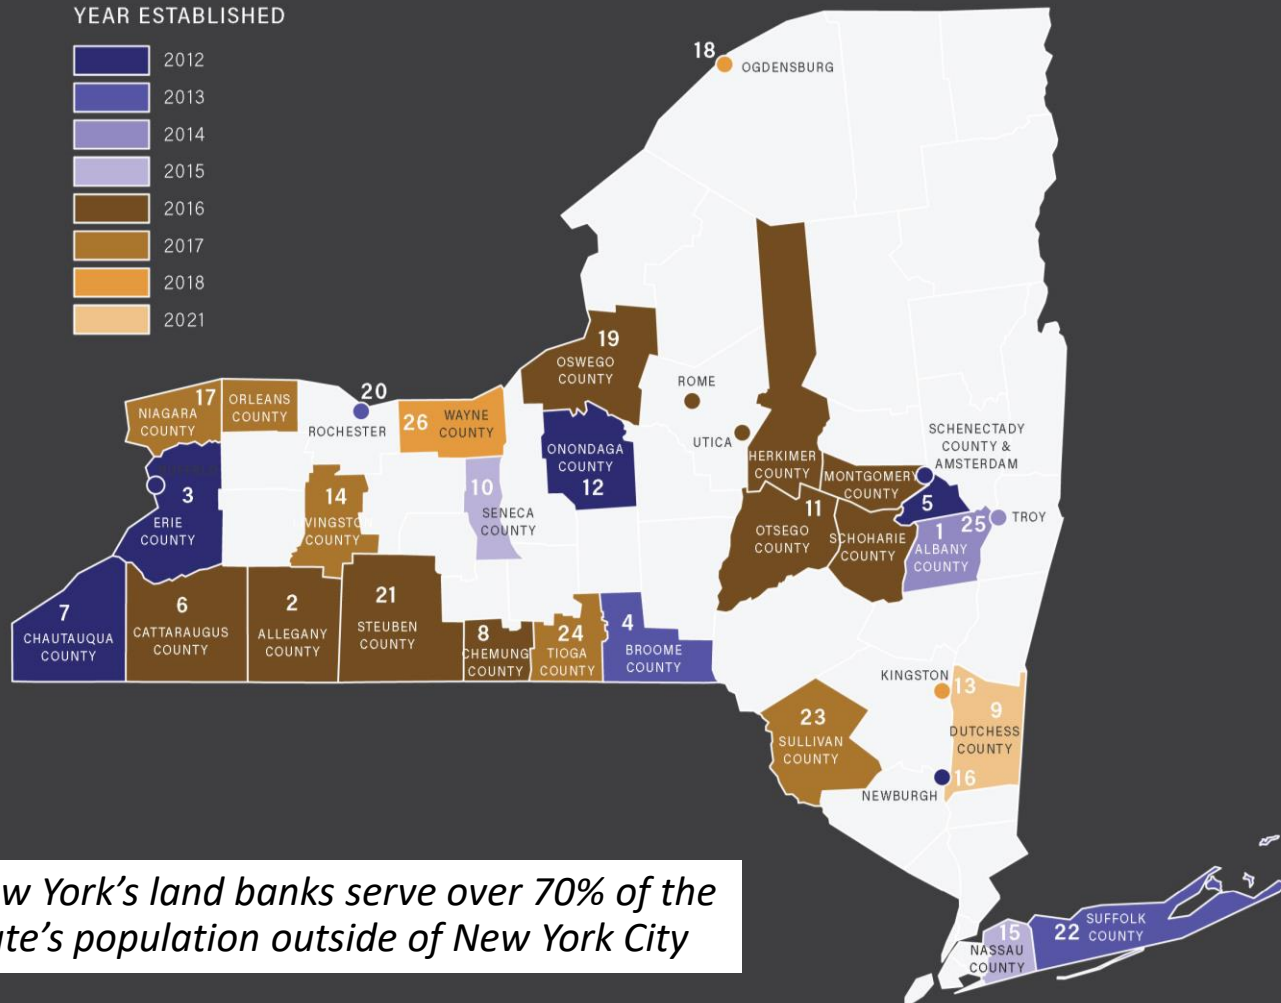 YEAR ESTABLISHED
2012
2013
2014
2015
2016
2017
2018
2021
18
OGDENSBURG
19
OSWEGO
COUNTY
ROME
20
ROCHESTER
17
NIAGARA
COUNTY
ORLEANS
COUNTY
26
WAYNE
COUNTY
UTICA
SCHENECTADY
COUNTY &
AMSTERDAM
ONONDAGA
COUNTY
12
HERKIMER
COUNTY
MONTGOMERY
COUNTY
BUFFALO
3
ERIE
COUNTY
14
VINGSTON
COUNTY
10
SENECA
COUNTY
11
OTSEGO
COUNTY
SCHOHARIE
COUNTY
5
1
ALBANY
COUNTY
25
TROY
7
CHAUTAUQUA
COUNTY
6
CATTARAUGUS
COUNTY
2
ALLEGANY
COUNTY
21
STEUBEN
COUNTY
8
CHEMUNG
COUNTY
24
TIOGA
COUNTY
4
BROOME
COUNTY
KINGSTON
13
9
DUTCHESS
COUNTY
23
SULLIVAN
COUNTY
NEWBURGH
16
w York’s land banks serve over 70% of the
te’s population outside of New York City
15
NASSAU
COUNTY
22
SUFFOLK
COUNTY